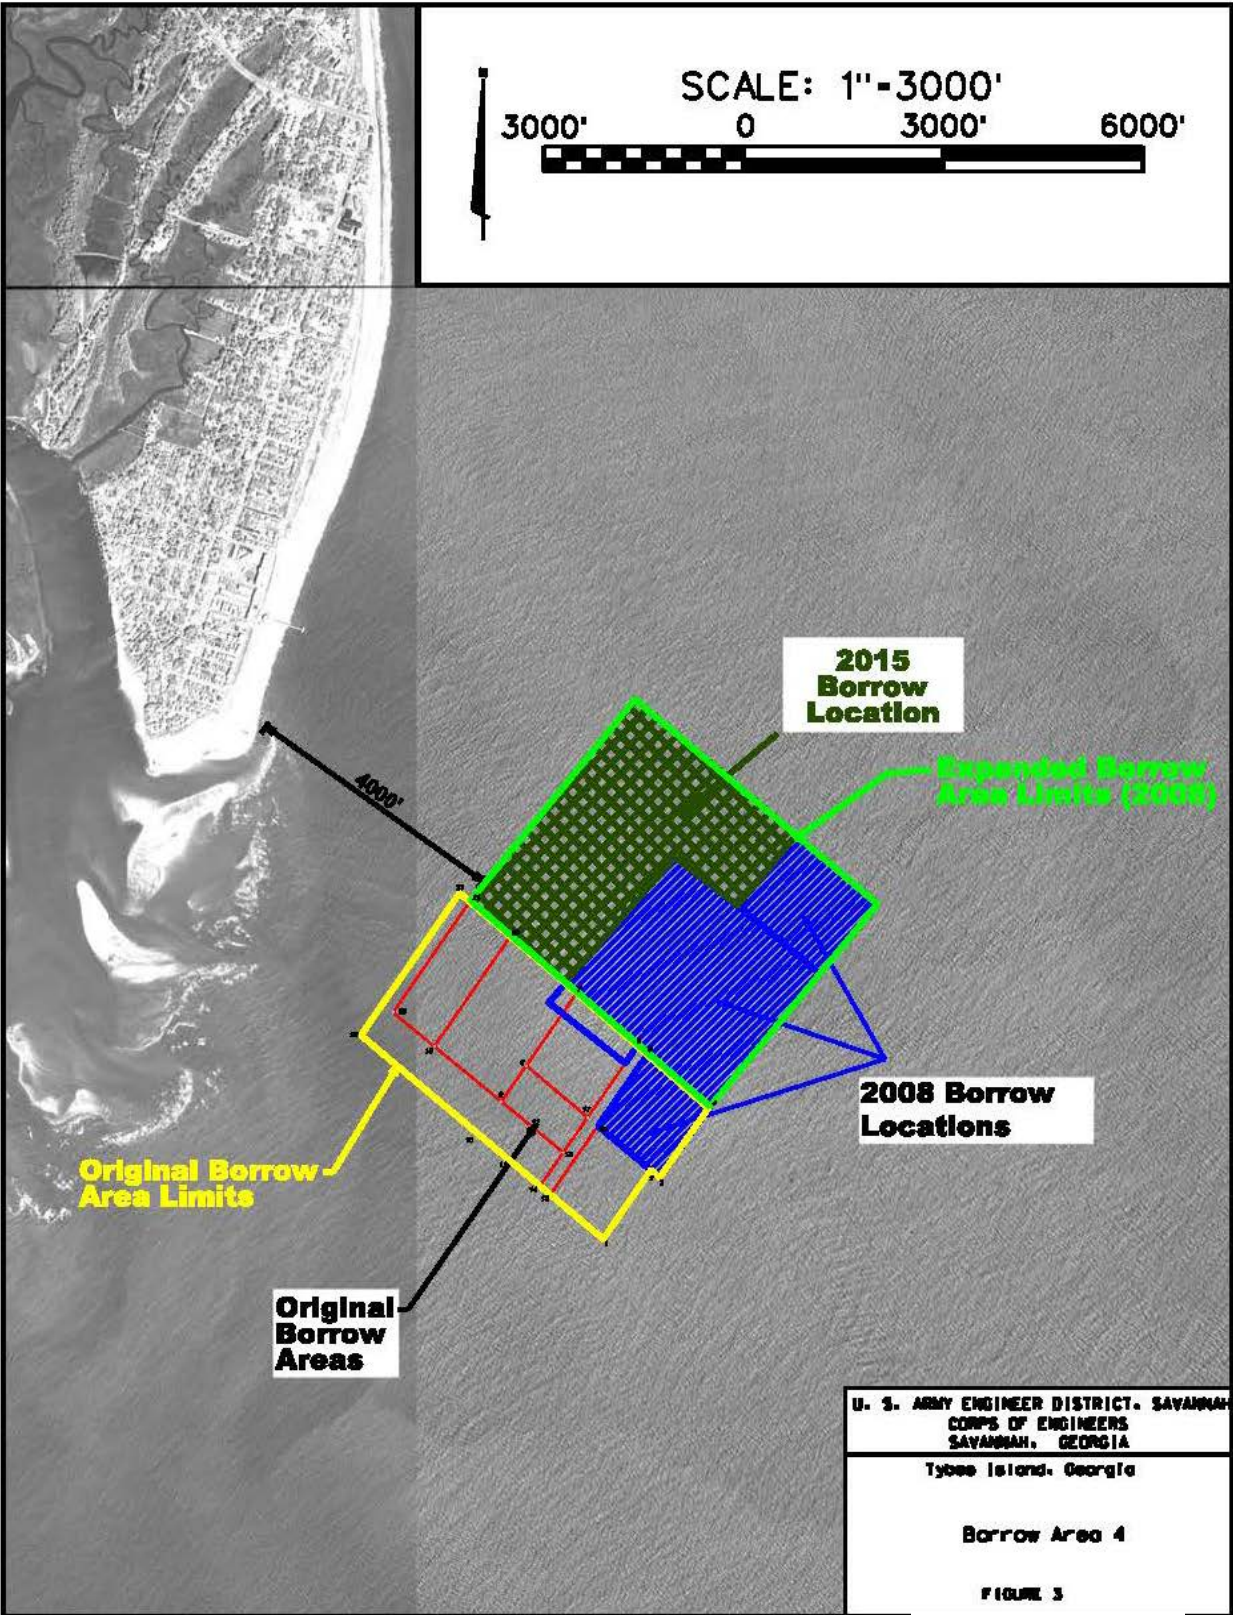 SCALE: 1"-3000'
3000' 0 3000' 6000'
2015
Borrow
Location
Expanded Borrow
Area Limits (2008)
4000'
2008 Borrow
Locations
Original Borrow
Area Limits
Original
Borrow
Areas
U. S. ARMY ENGINEER DISTRICT. SAVANNAH
CORPS OF ENGINEERS
SAVANNAH, GEORGIA
Tybee Island. Georgia
Borrow Area 4
FIGURE 3